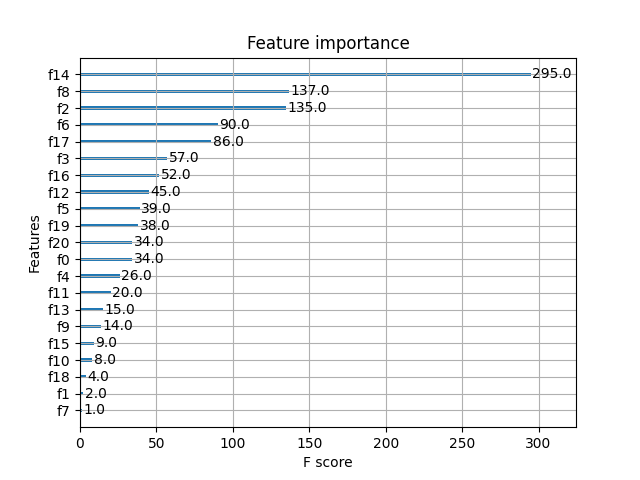 Feature importance
f14 295.0
f8 137.0
f2 135.0
f6 90.0
f17 86.0
f3 57.0
f16 52.0
f12 45.0
f5 39.0
f19 38.0
f20 34.0
f0 34.0
f4 26.0
f11 20.0
f13 15.0
f9 14.0
f15 9.0
f10 8.0
f18 4.0
f1 2.0
f7 1.0
Features
0 50 100 150 200 250 300
F score